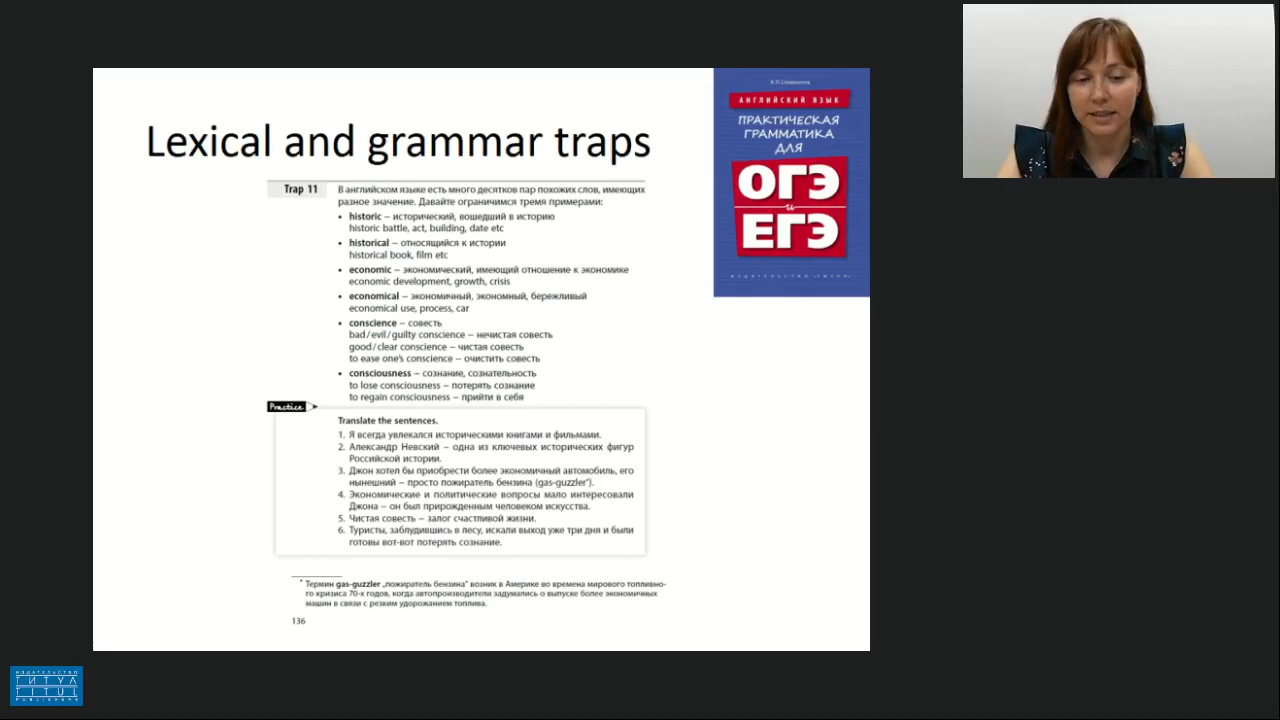 Lexical and grammar traps
Trap 11
В английском языке есть много десятков пар похожих слов, имеющих
разное значение. Давайте ограничимся тремя примерами:
• historic – исторический, вошедший в историю
historic battle, act, building, date etc
• historical – относящийся к истории
historical book, film etc
• economic – экономический, имеющий отношение к экономике
economic development, growth, crisis
• economical – экономичный, экономный, бережливый
economical use, process, car
• conscience – совесть
bad/evil/guilty conscience – нечистая совесть
good/clear conscience – чистая совесть
to ease one's conscience – очистить совесть
• consciousness – сознание, сознательность
to lose consciousness – потерять сознание
to regain consciousness – прийти в себя
Practice
Translate the sentences.
1. Я всегда увлекался историческими книгами и фильмами.
2. Александр Невский – одна из ключевых исторических фигур
Российской истории.
3. Джон хотел бы приобрести более экономичный автомобиль, его
нынешний – просто пожиратель бензина (gas-guzzler*).
4. Экономические и политические вопросы мало интересовали
Джона – он был прирожденным человеком искусства.
5. Чистая совесть – залог счастливой жизни.
6. Туристы, заблудившись в лесу, искали выход уже три дня и были
готовы вот-вот потерять сознание.
* Термин gas-guzzler „пожиратель бензина“ возник в Америке во времена мирового топливно-
го кризиса 70-х годов, когда автопроизводители задумались о выпуске более экономичных
машин в связи с резким удорожанием топлива.
136
АНГЛИЙСКИЙ ЯЗЫК
ПРАКТИЧЕСКАЯ
ГРАММАТИКА
ДЛЯ
ОГЭ
и
ЕГЭ
ИЗДАТЕЛЬСТВО
ТИТУЛ
TITUL
PUBLISHERS